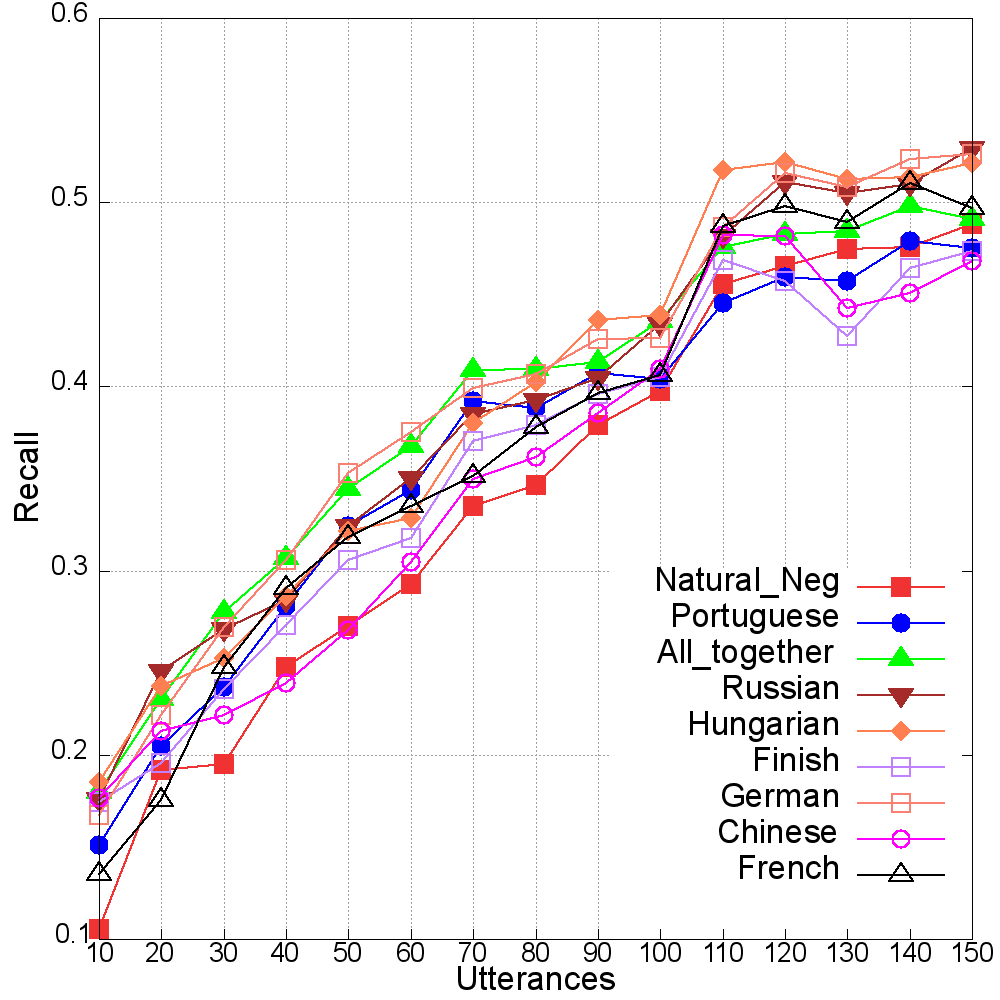 0.6
0.5
0.4
0.3
0.2
0.1
Recall
Natural_Neg
Portuguese
All_together
Russian
Hungarian
Finish
German
Chinese
French
10 20 30 40 50 60 70 80 90 100 110 120 130 140 150
Utterances